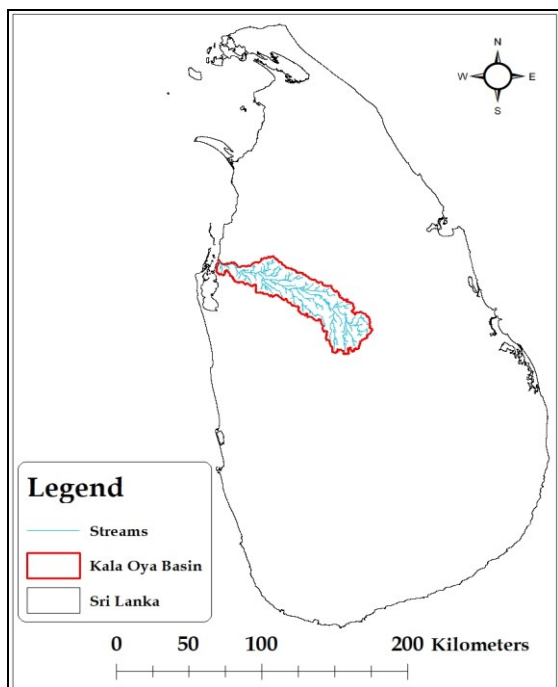 N
W E
S
Legend
Streams
Kala Oya Basin
Sri Lanka
0 50 100 200 Kilometers